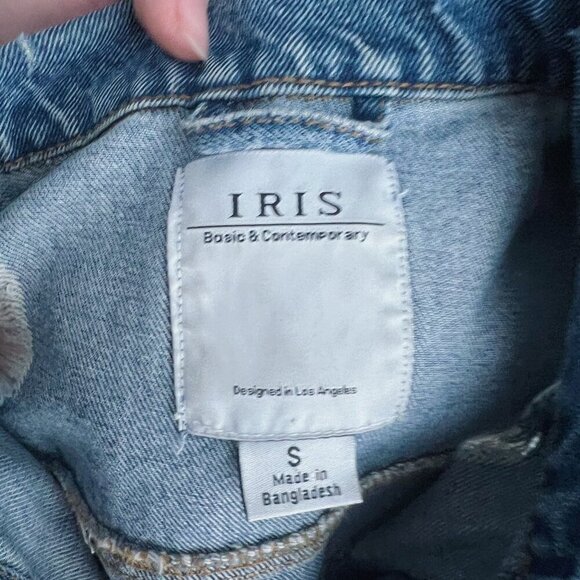 IRIS
Basic & Contemporary
Designed in Los Angeles
S
Made in
Bangladesh